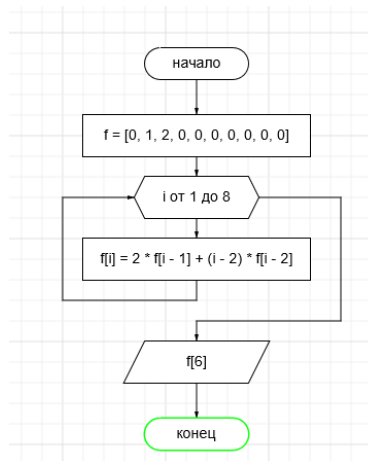 начало
f = [0, 1, 2, 0, 0, 0, 0, 0, 0, 0]
i от 1 до 8
f[i] = 2 * f[i - 1] + (i - 2) * f[i - 2]
f[6]
конец